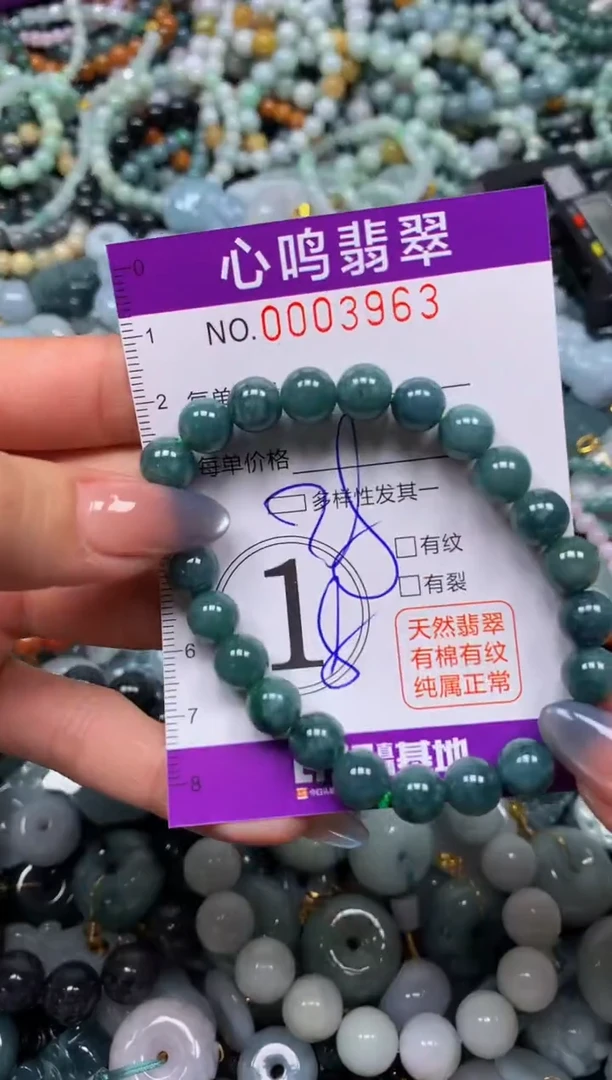 心鸣翡翠
NO.0003963
每单
每单价格
多样性发其一
有纹
有裂
1
天然翡翠
有棉有纹
纯属正常
基地
0
1
2
6
7
8